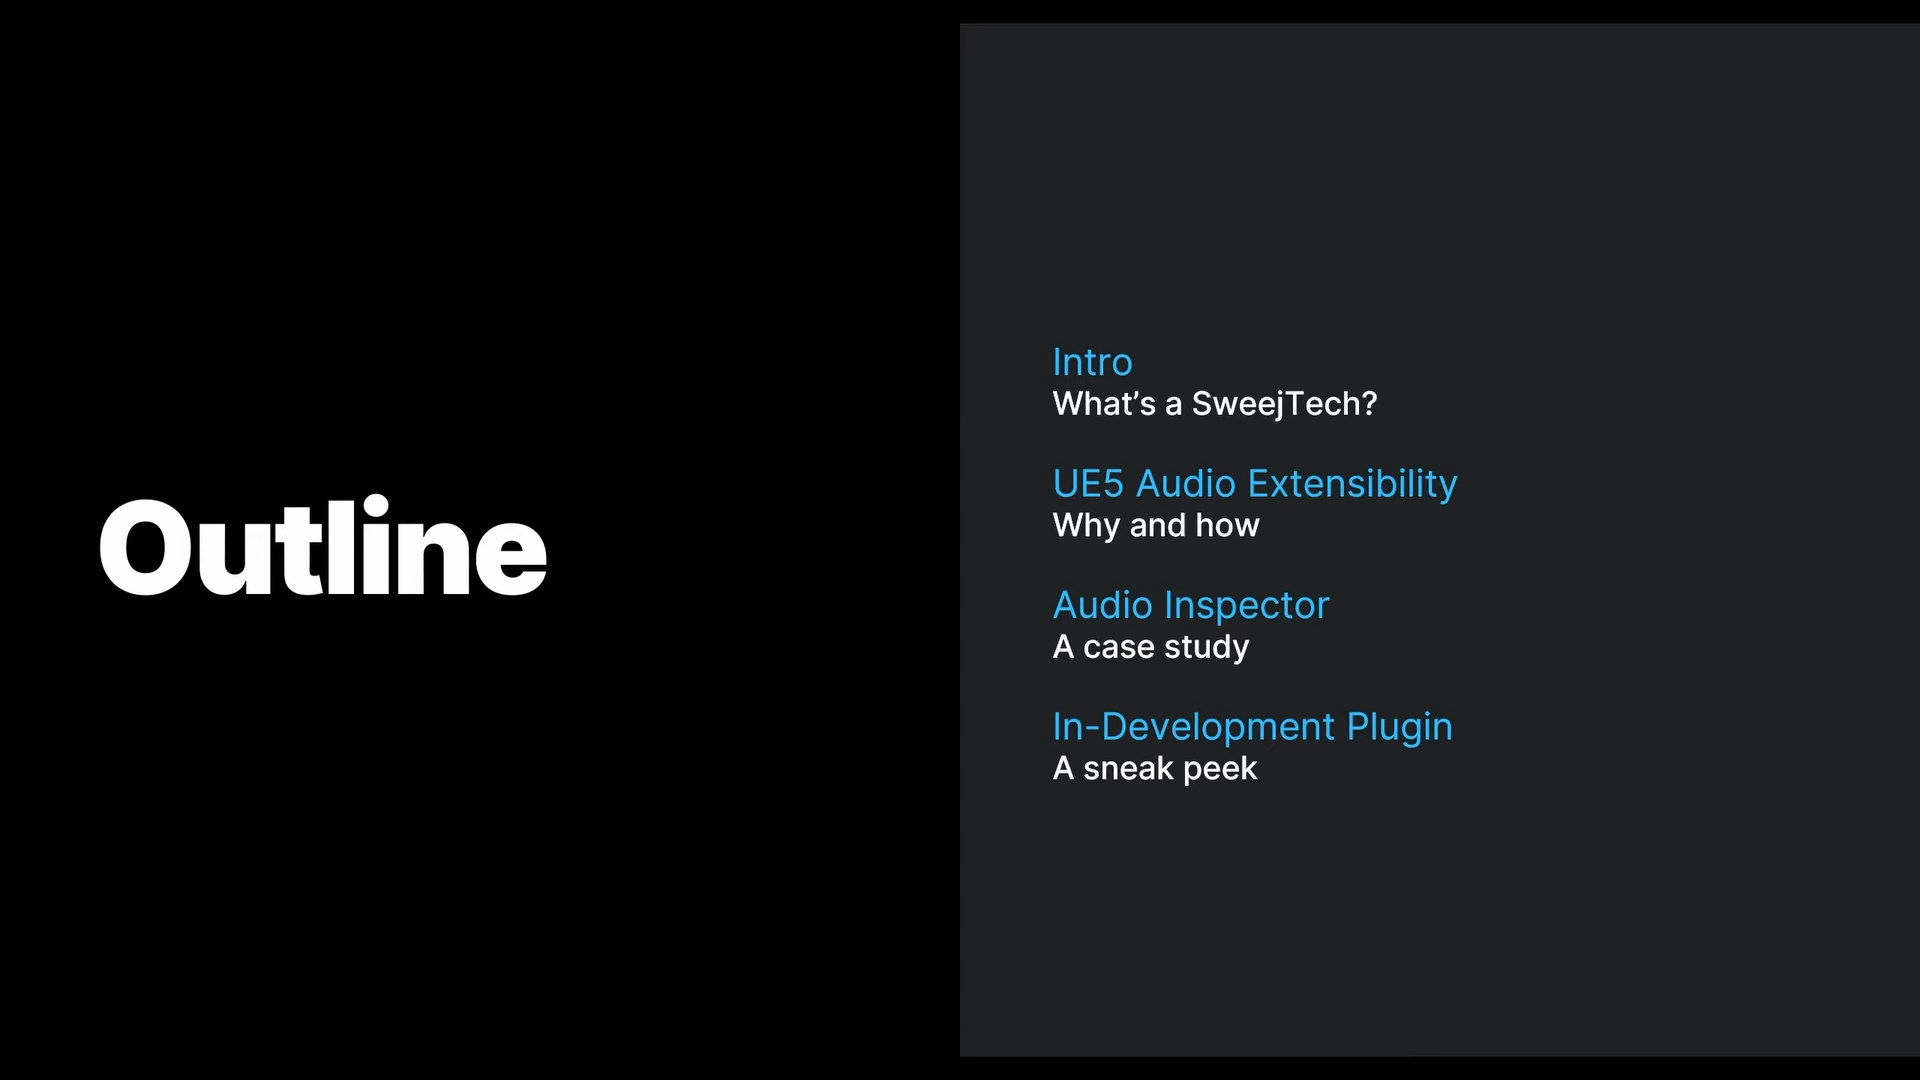 Outline
Intro
What’s a SweejTech?
UE5 Audio Extensibility
Why and how
Audio Inspector
A case study
In-Development Plugin
A sneak peek